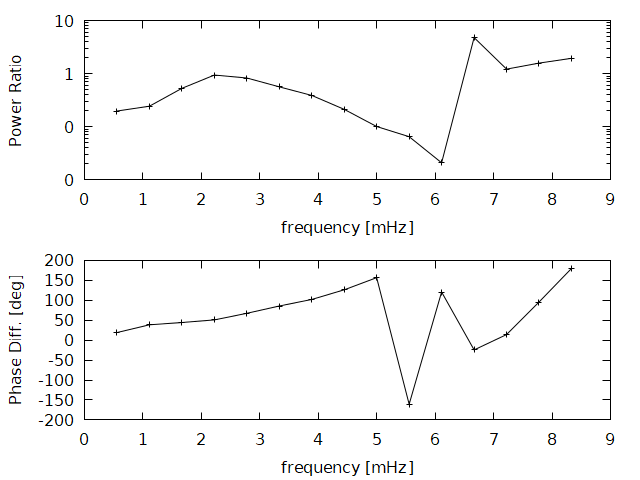 10
1
0
0
Power Ratio
0 1 2 3 4 5 6 7 8 9
frequency [mHz]
200
150
100
50
0
-50
-100
-150
-200
Phase Diff. [deg]
0 1 2 3 4 5 6 7 8 9
frequency [mHz]